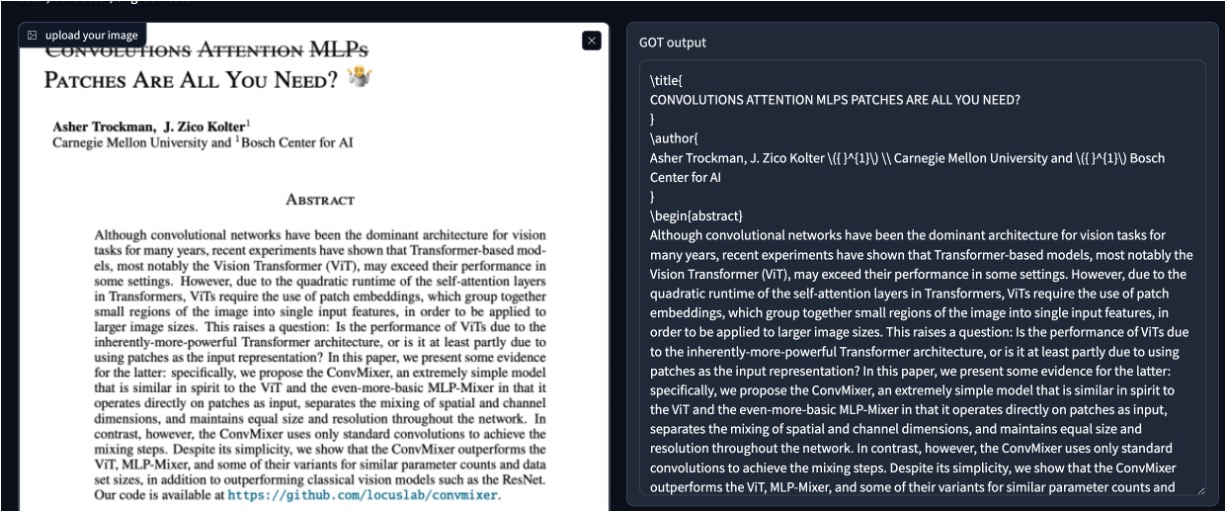 upload your image
CONVOLUTIONS ATTENTION MLPS
PATCHES ARE ALL YOU NEED? 🤷
Asher Trockman, J. Zico Kolter¹
Carnegie Mellon University and ¹Bosch Center for AI
ABSTRACT
Although convolutional networks have been the dominant architecture for vision
tasks for many years, recent experiments have shown that Transformer-based mod-
els, most notably the Vision Transformer (ViT), may exceed their performance in
some settings. However, due to the quadratic runtime of the self-attention layers
in Transformers, ViTs require the use of patch embeddings, which group together
small regions of the image into single input features, in order to be applied to
larger image sizes. This raises a question: Is the performance of ViTs due to the
inherently-more-powerful Transformer architecture, or is it at least partly due to
using patches as the input representation? In this paper, we present some evidence
for the latter: specifically, we propose the ConvMixer, an extremely simple model
that is similar in spirit to the ViT and the even-more-basic MLP-Mixer in that it
operates directly on patches as input, separates the mixing of spatial and channel
dimensions, and maintains equal size and resolution throughout the network. In
contrast, however, the ConvMixer uses only standard convolutions to achieve the
mixing steps. Despite its simplicity, we show that the ConvMixer outperforms the
ViT, MLP-Mixer, and some of their variants for similar parameter counts and data
set sizes, in addition to outperforming classical vision models such as the ResNet.
Our code is available at https://github.com/locuslab/convmixer.
GOT output
\title{
CONVOLUTIONS ATTENTION MLPS PATCHES ARE ALL YOU NEED?
}
\author{
Asher Trockman, J. Zico Kolter \({ }^{1}\) \\ Carnegie Mellon University and \({ }^{1}\) Bosch
Center for AI
}
\begin{abstract}
Although convolutional networks have been the dominant architecture for vision tasks for
many years, recent experiments have shown that Transformer-based models, most notably the
Vision Transformer (ViT), may exceed their performance in some settings. However, due to the
quadratic runtime of the self-attention layers in Transformers, ViTs require the use of patch
embeddings, which group together small regions of the image into single input features, in
order to be applied to larger image sizes. This raises a question: Is the performance of ViTs due
to the inherently-more-powerful Transformer architecture, or is it at least partly due to using
patches as the input representation? In this paper, we present some evidence for the latter:
specifically, we propose the ConvMixer, an extremely simple model that is similar in spirit to
the ViT and the even-more-basic MLP-Mixer in that it operates directly on patches as input,
separates the mixing of spatial and channel dimensions, and maintains equal size and
resolution throughout the network. In contrast, however, the ConvMixer uses only standard
convolutions to achieve the mixing steps. Despite its simplicity, we show that the ConvMixer
outperforms the ViT, MLP-Mixer, and some of their variants for similar parameter counts and